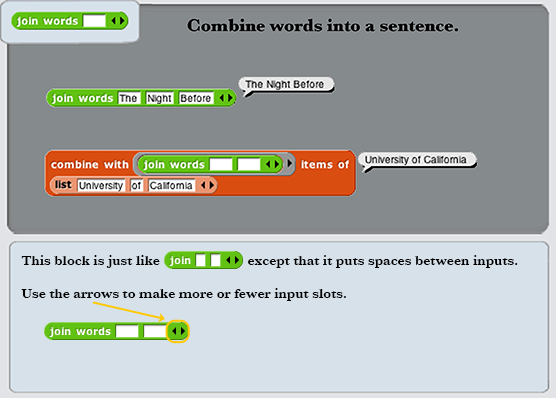 join words
Combine words into a sentence.
The Night Before
join words The Night Before
combine with join words items of
University of California
list University of California
This block is just like join except that it puts spaces between inputs.
Use the arrows to make more or fewer input slots.
join words